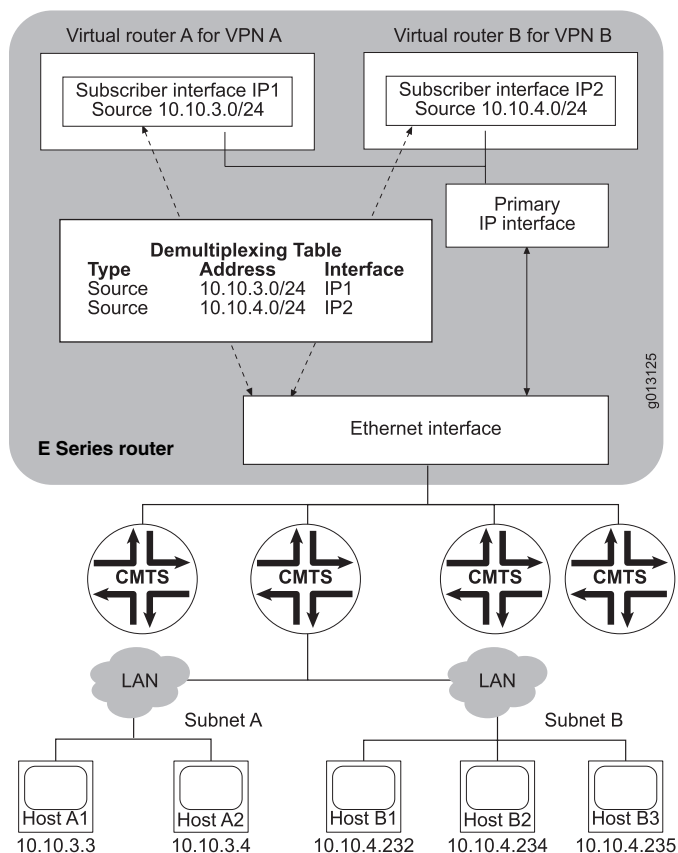 Virtual router A for VPN A
Virtual router B for VPN B
Subscriber interface IP1
Source 10.10.3.0/24
Subscriber interface IP2
Source 10.10.4.0/24
Primary
IP interface
Demultiplexing Table
Type Address Interface
Source 10.10.3.0/24 IP1
Source 10.10.4.0/24 IP2
g013125
Ethernet interface
E Series router
CMTS
CMTS
CMTS
CMTS
LAN
LAN
Subnet A
Subnet B
Host A1
Host A2
Host B1
Host B2
Host B3
10.10.3.3
10.10.3.4
10.10.4.232
10.10.4.234
10.10.4.235